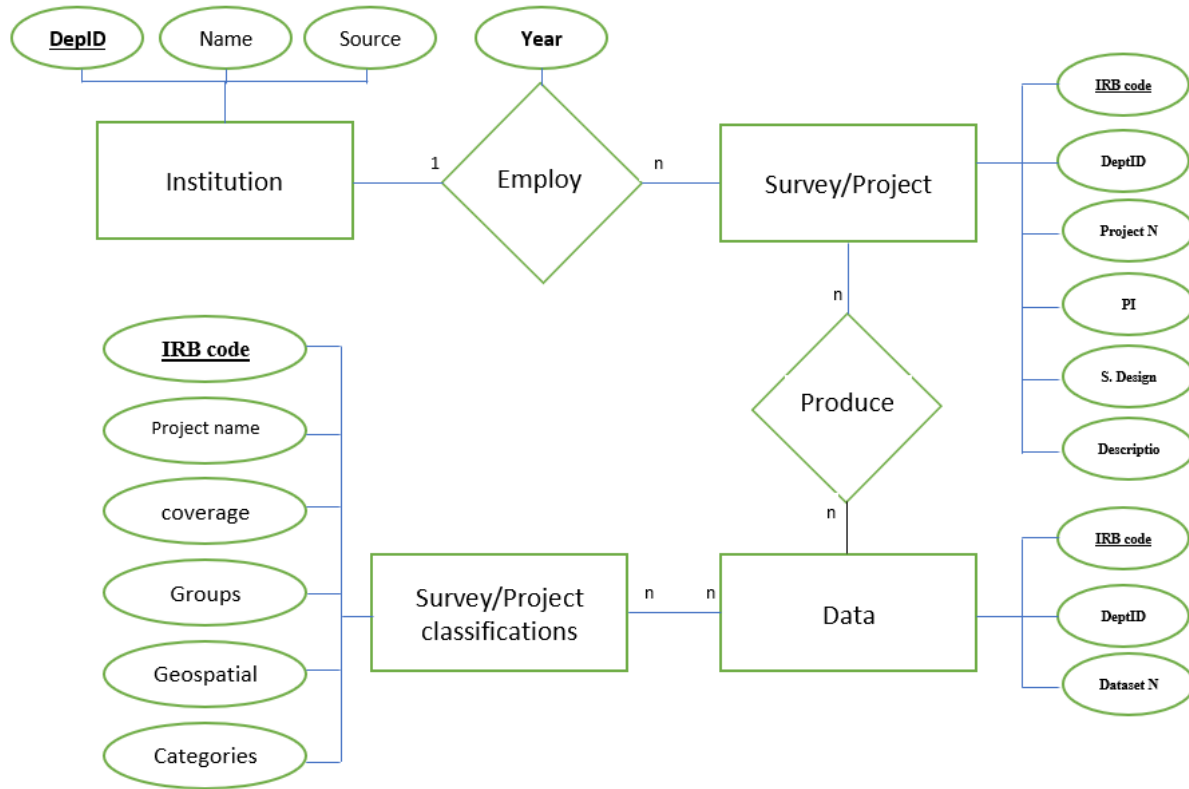 DepID
Name
Source
Year
Institution
1
Employ
n
Survey/Project
IRB code
DeptID
Project N
PI
S. Design
Descriptio
n
Produce
n
IRB code
Project name
coverage
Groups
Geospatial
Categories
Survey/Project
classifications
n
n
Data
IRB code
DeptID
Dataset N